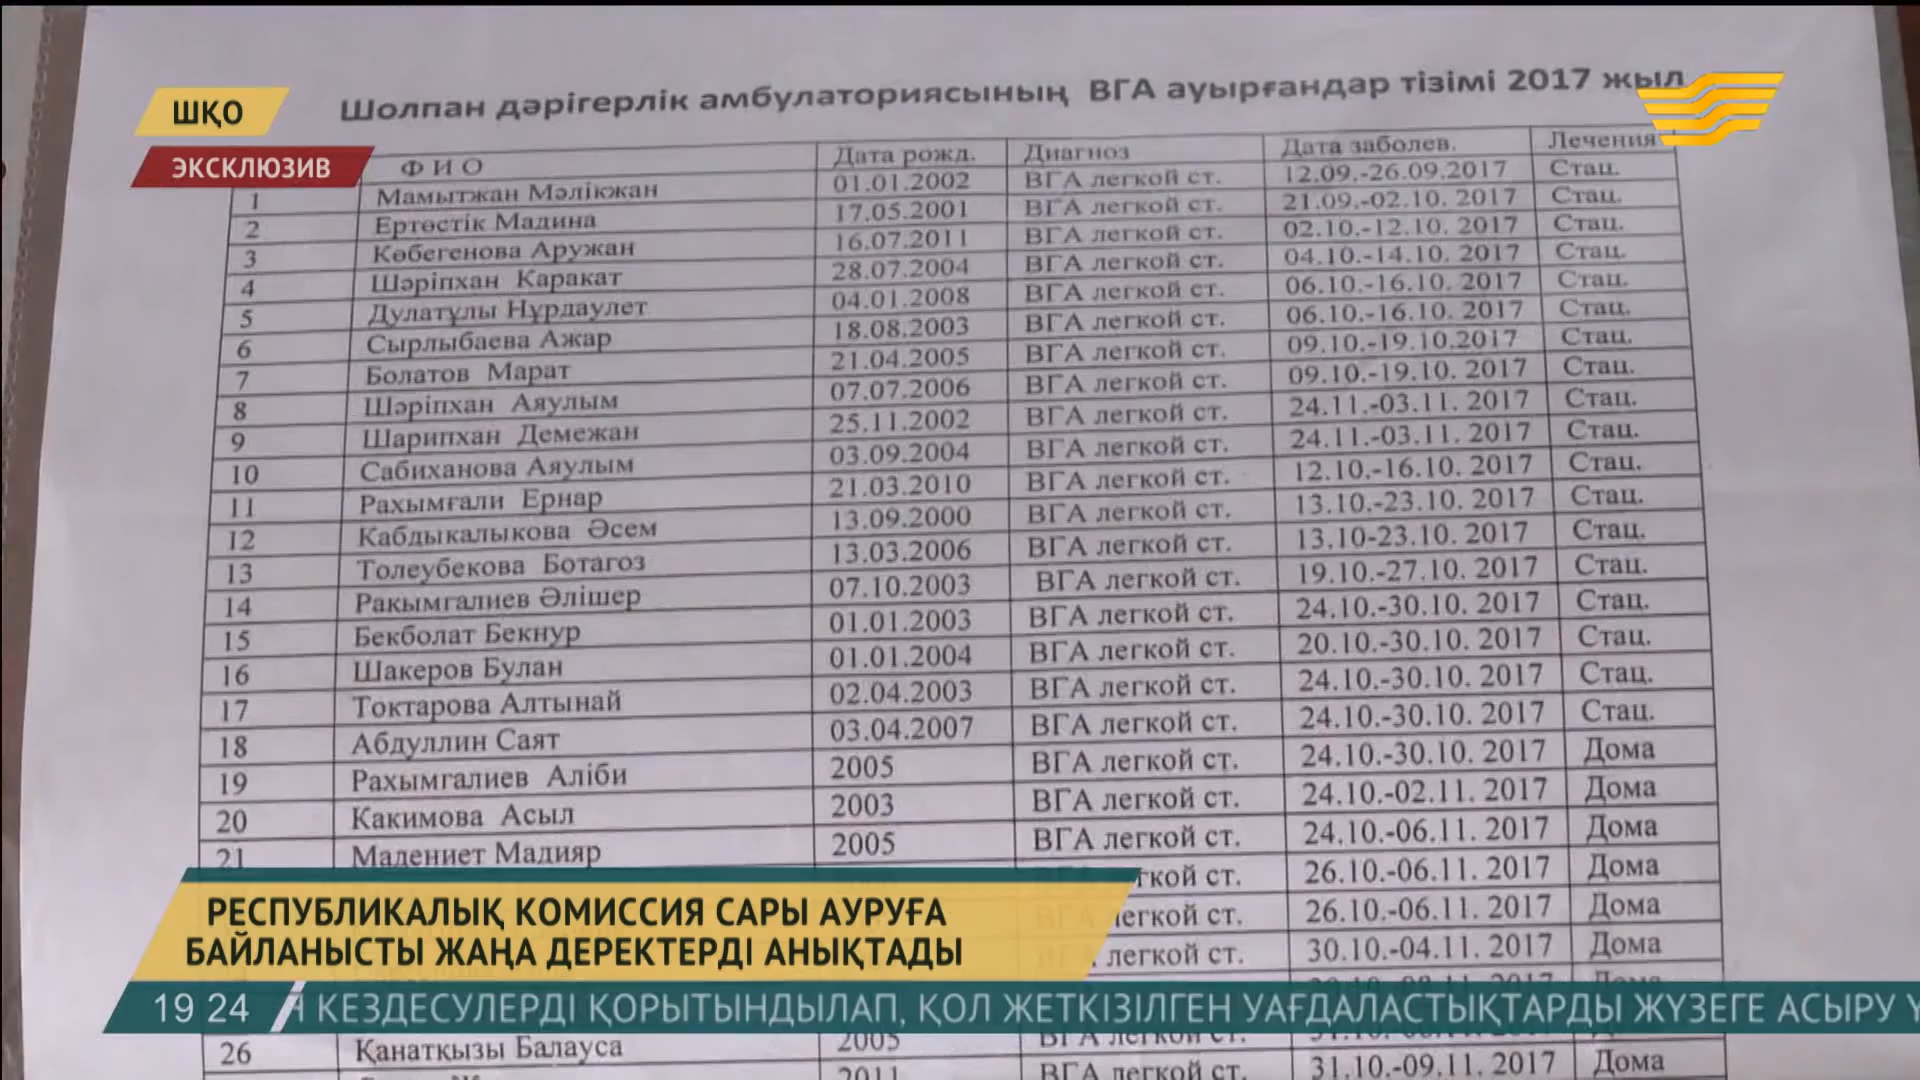 ШҚО
ЭКСКЛЮЗИВ
Шолпан дәрігерлік амбулаториясының ВГА ауырғандар тізімі 2017 жыл
Ф И О Дата рожд. Диагноз Дата заболев. Лечения
1 Мамытжан Мәлікжан 01.01.2002 ВГА легкой ст. 12.09.-26.09.2017 Стац.
2 Ертөстік Мадина 17.05.2001 ВГА легкой ст. 21.09.-02.10. 2017 Стац.
3 Көбегенова Аружан 16.07.2011 ВГА легкой ст. 02.10.-12.10. 2017 Стац.
4 Шәріпхан Каракат 28.07.2004 ВГА легкой ст. 04.10.-14.10. 2017 Стац.
5 Дулатұлы Нұрдаулет 04.01.2008 ВГА легкой ст. 06.10.-16.10. 2017 Стац.
6 Сырлыбаева Ажар 18.08.2003 ВГА легкой ст. 06.10.-16.10. 2017 Стац.
7 Болатов Марат 21.04.2005 ВГА легкой ст. 09.10.-19.10.2017 Стац.
8 Шәріпхан Аяулым 07.07.2006 ВГА легкой ст. 09.10.-19.10. 2017 Стац.
9 Шарипхан Демежан 25.11.2002 ВГА легкой ст. 24.11.-03.11. 2017 Стац.
10 Сабиханова Аяулым 03.09.2004 ВГА легкой ст. 24.11.-03.11. 2017 Стац.
11 Рахымғали Ернар 21.03.2010 ВГА легкой ст. 12.10.-16.10. 2017 Стац.
12 Кабдыкалыкова Әсем 13.09.2000 ВГА легкой ст. 13.10.-23.10. 2017 Стац.
13 Толеубекова Ботагоз 13.03.2006 ВГА легкой ст. 13.10-23.10. 2017 Стац.
14 Ракымгалиев Әлішер 07.10.2003 ВГА легкой ст. 19.10.-27.10. 2017 Стац.
15 Бекболат Бекнур 01.01.2003 ВГА легкой ст. 24.10.-30.10. 2017 Стац.
16 Шакеров Булан 01.01.2004 ВГА легкой ст. 20.10.-30.10. 2017 Стац.
17 Токтарова Алтынай 02.04.2003 ВГА легкой ст. 24.10.-30.10. 2017 Стац.
18 Абдуллин Саят 03.04.2007 ВГА легкой ст. 24.10.-30.10. 2017 Стац.
19 Рахымгалиев Аліби 2005 ВГА легкой ст. 24.10.-30.10. 2017 Дома
20 Какимова Асыл 2003 ВГА легкой ст. 24.10.-02.11. 2017 Дома
21 Мадениет Мадияр 2005 ВГА легкой ст. 24.10.-06.11. 2017 Дома
ст. 26.10.-06.11. 2017 Дома
легкой ст. 26.10.-06.11. 2017 Дома
легкой ст. 30.10.-04.11. 2017 Дома
РЕСПУБЛИКАЛЫҚ КОМИССИЯ САРЫ АУРУҒА
БАЙЛАНЫСТЫ ЖАҢА ДЕРЕКТЕРДІ АНЫҚТАДЫ
19 24 КЕЗДЕСУЛЕРДІ ҚОРЫТЫНДЫЛАП, ҚОЛ ЖЕТКІЗІЛГЕН УАҒДАЛАСТЫҚТАРДЫ ЖҮЗЕГЕ АСЫРУ
26 Қанатқызы Балауса 2005
2011 ВГА легкой ст. 31.10.-09.11. 2017 Дома